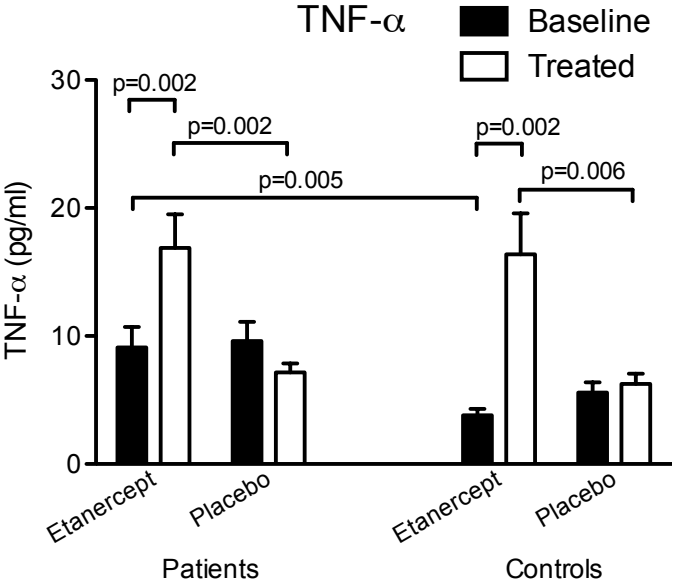 TNF-α
Baseline
Treated
TNF-α (pg/ml)
30
20
10
0
p=0.002
p=0.002
p=0.005
p=0.002
p=0.006
Etanercept
Placebo
Etanercept
Placebo
Patients
Controls